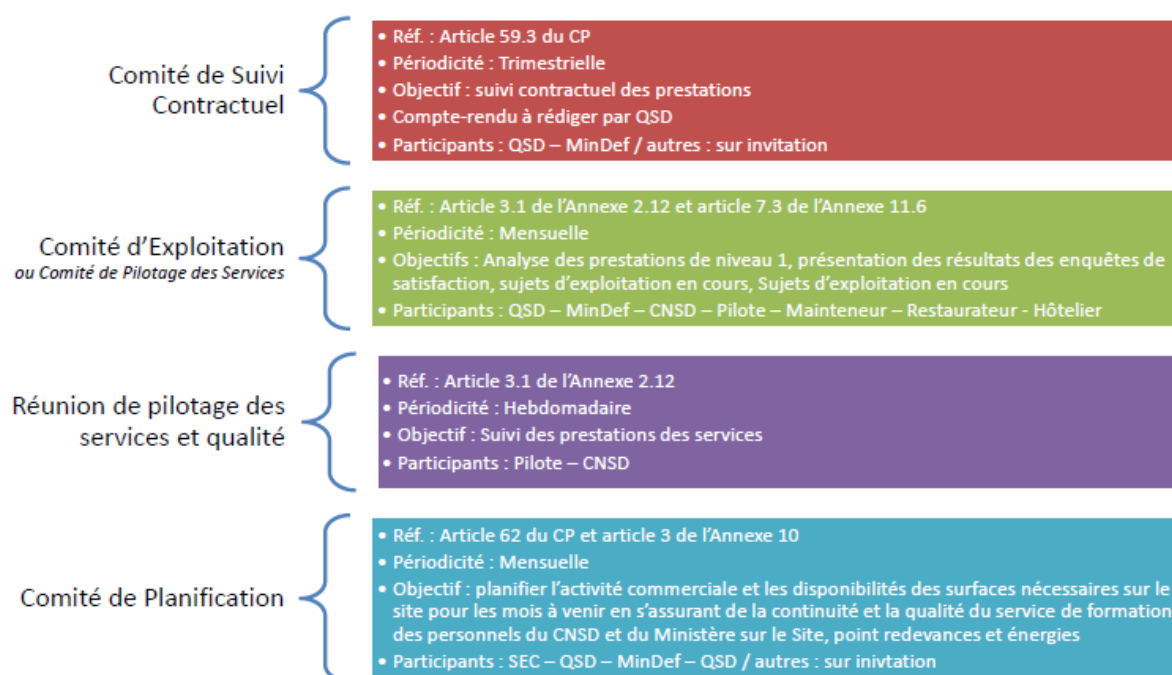 Comité de Suivi
Contractuel
• Réf. : Article 59.3 du CP
• Périodicité : Trimestrielle
• Objectif : suivi contractuel des prestations
• Compte-rendu à rédiger par QSD
• Participants : QSD – MinDef / autres : sur invitation
Comité d’Exploitation
ou Comité de Pilotage des Services
• Réf. : Article 3.1 de l’Annexe 2.12 et article 7.3 de l’Annexe 11.6
• Périodicité : Mensuelle
• Objectifs : Analyse des prestations de niveau 1, présentation des résultats des enquêtes de
satisfaction, sujets d’exploitation en cours, Sujets d’exploitation en cours
• Participants : QSD – MinDef – CNSD – Pilote – Mainteneur – Restaurateur - Hôtelier
Réunion de pilotage des
services et qualité
• Réf. : Article 3.1 de l’Annexe 2.12
• Périodicité : Hebdomadaire
• Objectif : Suivi des prestations des services
• Participants : Pilote – CNSD
Comité de Planification
• Réf. : Article 62 du CP et article 3 de l’Annexe 10
• Périodicité : Mensuelle
• Objectif : planifier l’activité commerciale et les disponibilités des surfaces nécessaires sur le
site pour les mois à venir en s’assurant de la continuité et la qualité du service de formation
des personnels du CNSD et du Ministère sur le Site, point redevances et énergies
• Participants : SEC – QSD – MinDef – QSD / autres : sur inivtation